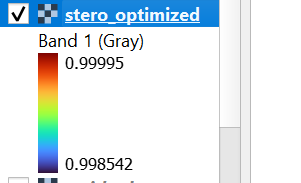 stero_optimized
Band 1 (Gray)
0.99995
0.998542